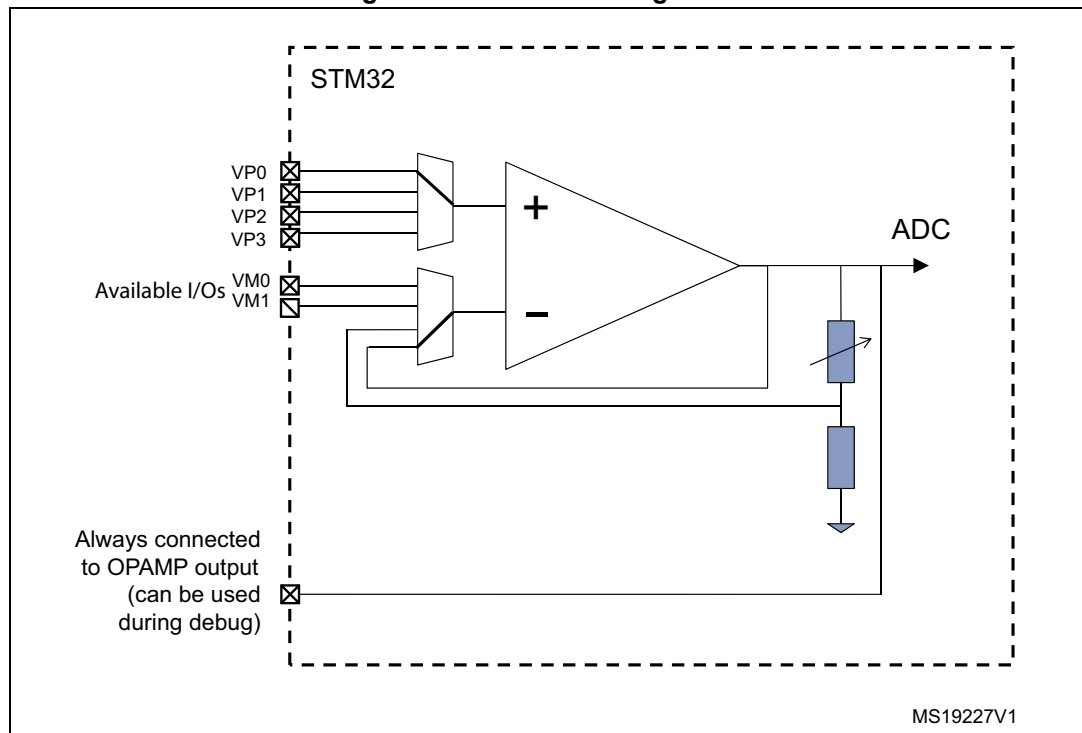 STM32
VP0
VP1
VP2
VP3
Available I/Os
VM0
VM1
+
−
ADC
Always connected
to OPAMP output
(can be used
during debug)
MS19227V1